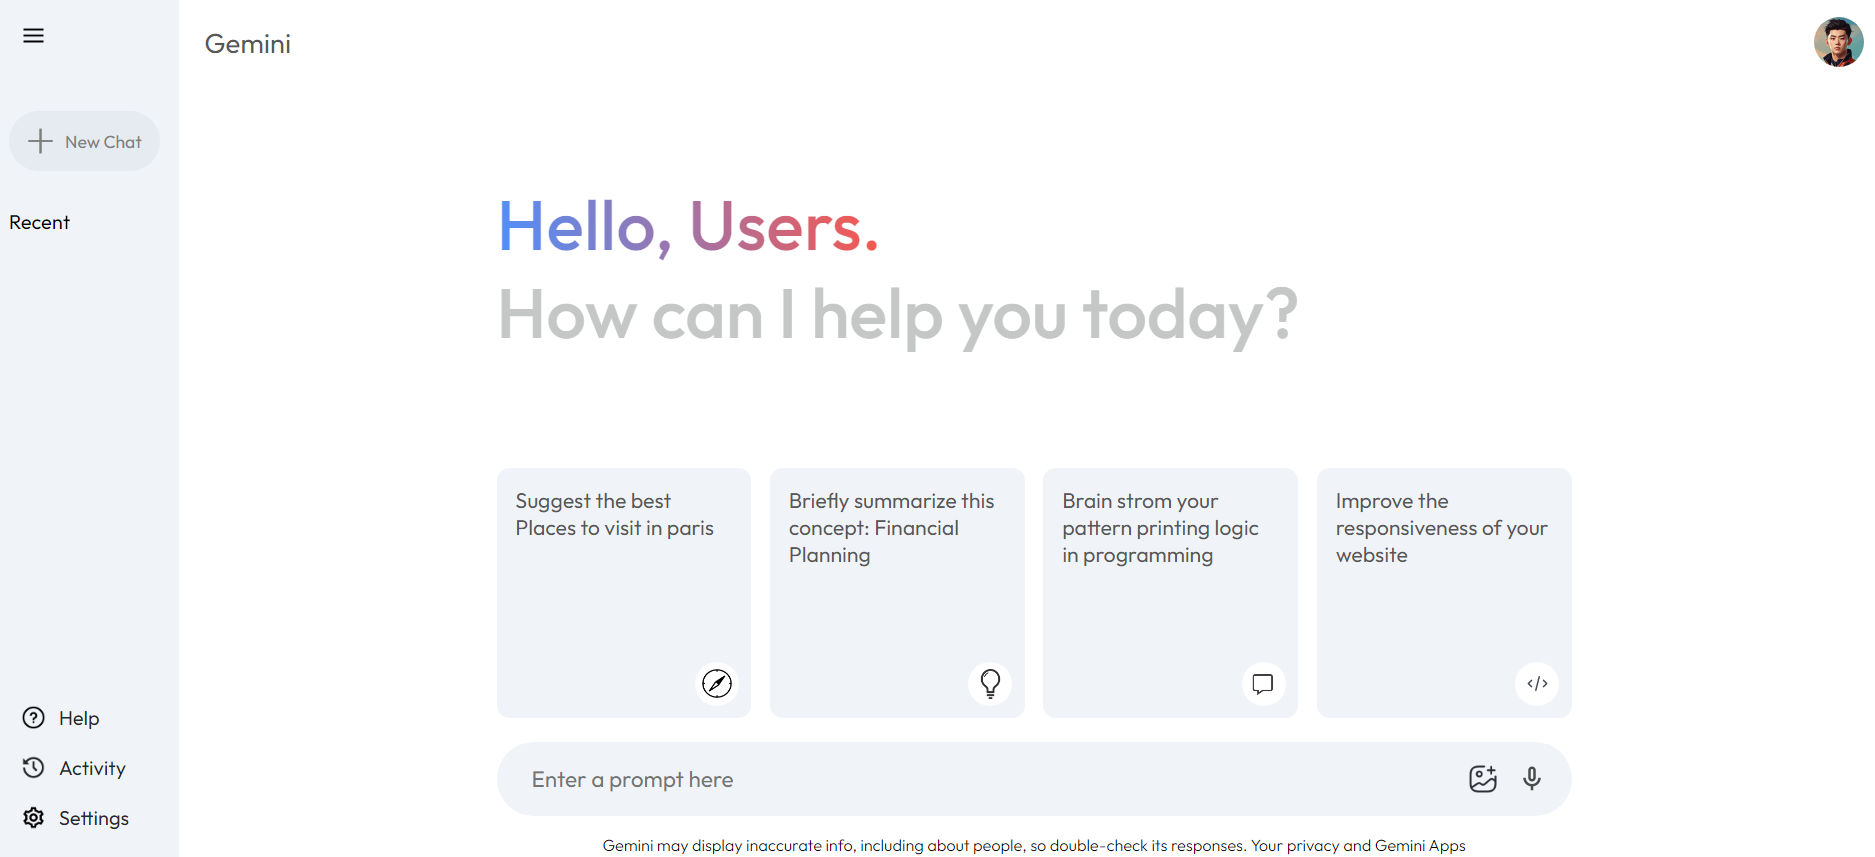 Gemini
New Chat
Recent
Hello, Users.
How can I help you today?
Suggest the best
Places to visit in paris
Briefly summarize this
concept: Financial
Planning
Brain strom your
pattern printing logic
in programming
Improve the
responsiveness of your
website
Help
Activity
Settings
Enter a prompt here
Gemini may display inaccurate info, including about people, so double-check its responses. Your privacy and Gemini Apps